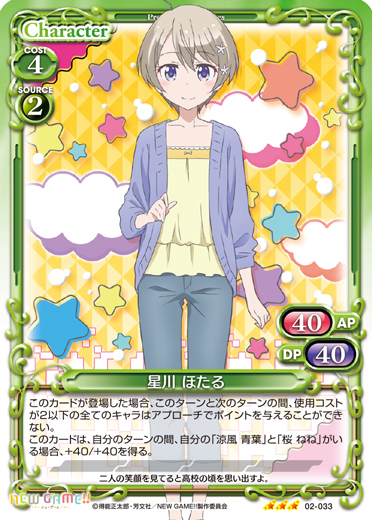 Character
COST
4
SOURCE
2
40 AP
DP 40
星川 ほたる
このカードが登場した場合、このターンと次のターンの間、使用コスト
が2以下の全てのキャラはアプローチでポイントを与えることができ
ない。
このカードは、自分のターンの間、自分の「涼風 青葉」と「桜 ねね」がい
る場合、+40/+40を得る。
二人の笑顔を見てると高校の頃を思い出すよ。
NEW GAME!!
©得能正太郎・芳文社／NEW GAME!!製作委員会
02-033